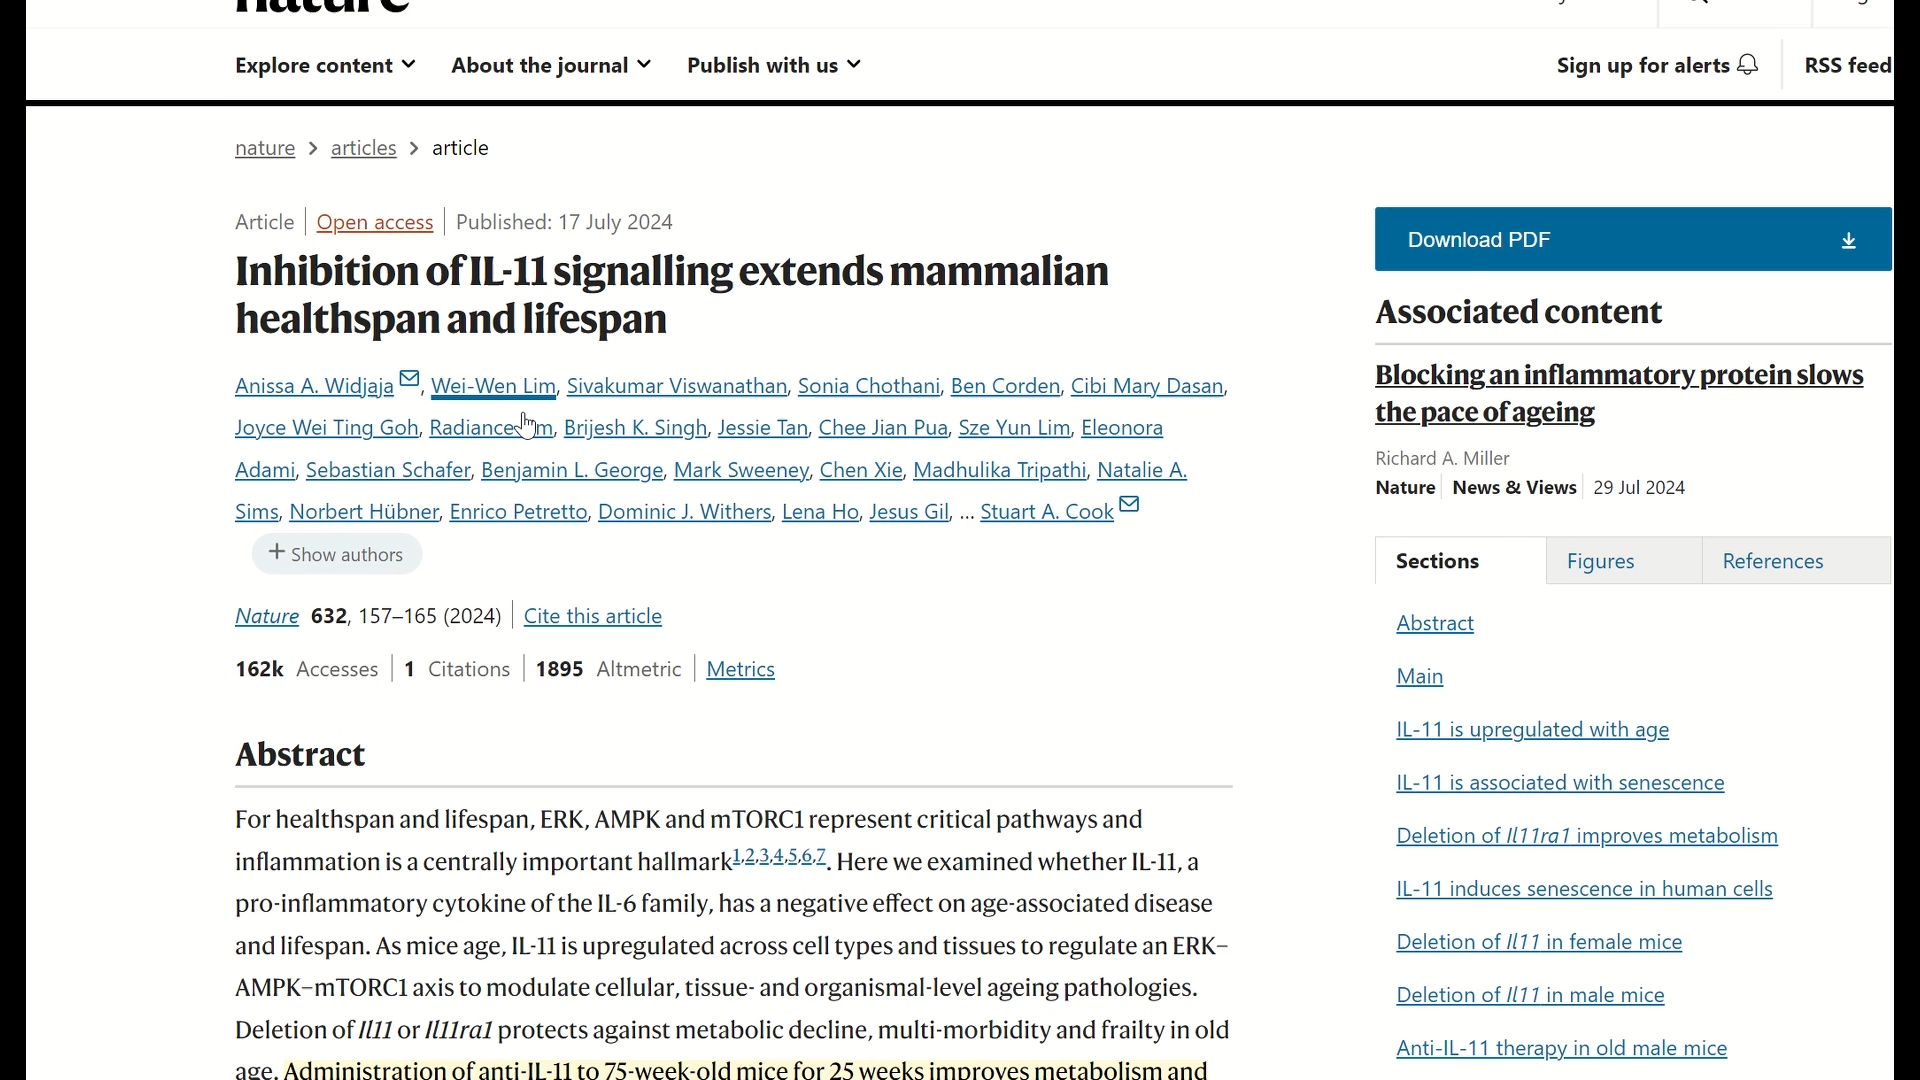 nature
Explore content
About the journal
Publish with us
Sign up for alerts
RSS feed
nature > articles > article
Article | Open access | Published: 17 July 2024
Inhibition of IL-11 signalling extends mammalian
healthspan and lifespan
Anissa A. Widjaja, Wei-Wen Lim, Sivakumar Viswanathan, Sonia Chothani, Ben Corden, Cibi Mary Dasan,
Joyce Wei Ting Goh, Radiance Lim, Brijesh K. Singh, Jessie Tan, Chee Jian Pua, Sze Yun Lim, Eleonora
Adami, Sebastian Schafer, Benjamin L. George, Mark Sweeney, Chen Xie, Madhulika Tripathi, Natalie A.
Sims, Norbert Hübner, Enrico Petretto, Dominic J. Withers, Lena Ho, Jesus Gil, ... Stuart A. Cook
+ Show authors
Nature 632, 157–165 (2024) | Cite this article
162k Accesses | 1 Citations | 1895 Altmetric | Metrics
Abstract
For healthspan and lifespan, ERK, AMPK and mTORC1 represent critical pathways and
inflammation is a centrally important hallmark1,2,3,4,5,6,7. Here we examined whether IL-11, a
pro-inflammatory cytokine of the IL-6 family, has a negative effect on age-associated disease
and lifespan. As mice age, IL-11 is upregulated across cell types and tissues to regulate an ERK–
AMPK–mTORC1 axis to modulate cellular, tissue- and organismal-level ageing pathologies.
Deletion of Il11 or Il11ra1 protects against metabolic decline, multi-morbidity and frailty in old
age. Administration of anti-IL-11 to 75-week-old mice for 25 weeks improves metabolism and
Download PDF
Associated content
Blocking an inflammatory protein slows
the pace of ageing
Richard A. Miller
Nature | News & Views | 29 Jul 2024
Sections
Figures
References
Abstract
Main
IL-11 is upregulated with age
IL-11 is associated with senescence
Deletion of Il11ra1 improves metabolism
IL-11 induces senescence in human cells
Deletion of Il11 in female mice
Deletion of Il11 in male mice
Anti-IL-11 therapy in old male mice